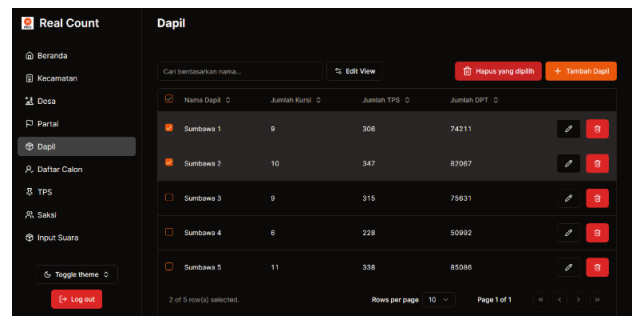 Real Count
Beranda
Kecamatan
Desa
Partai
Dapil
Daftar Calon
TPS
Saksi
Input Suara
Toggle theme
Log out
Dapil
Cari berdasarkan nama...
Edit View
Hapus yang dipilih
Tambah Dapil
Nama Dapil Jumlah Kursi Jumlah TPS Jumlah DPT
Sumbawa 1 9 306 74211
Sumbawa 2 10 347 82067
Sumbawa 3 9 315 75631
Sumbawa 4 6 228 50992
Sumbawa 5 11 338 85086
2 of 5 row(s) selected. Rows per page 10 Page 1 of 1